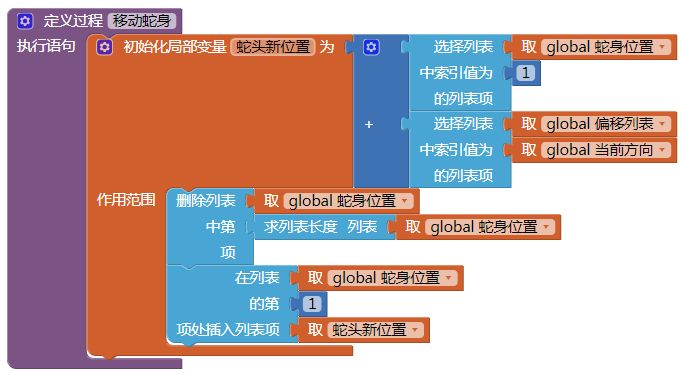 定义过程 移动蛇身
执行语句 初始化局部变量 蛇头新位置 为 选择列表 取 global 蛇身位置
中索引值为 1
的列表项
+ 选择列表 取 global 偏移列表
中索引值为 取 global 当前方向
的列表项
作用范围 删除列表 取 global 蛇身位置
中第 求列表长度 列表 取 global 蛇身位置
项
在列表 取 global 蛇身位置
的第 1
项处插入列表项 取 蛇头新位置